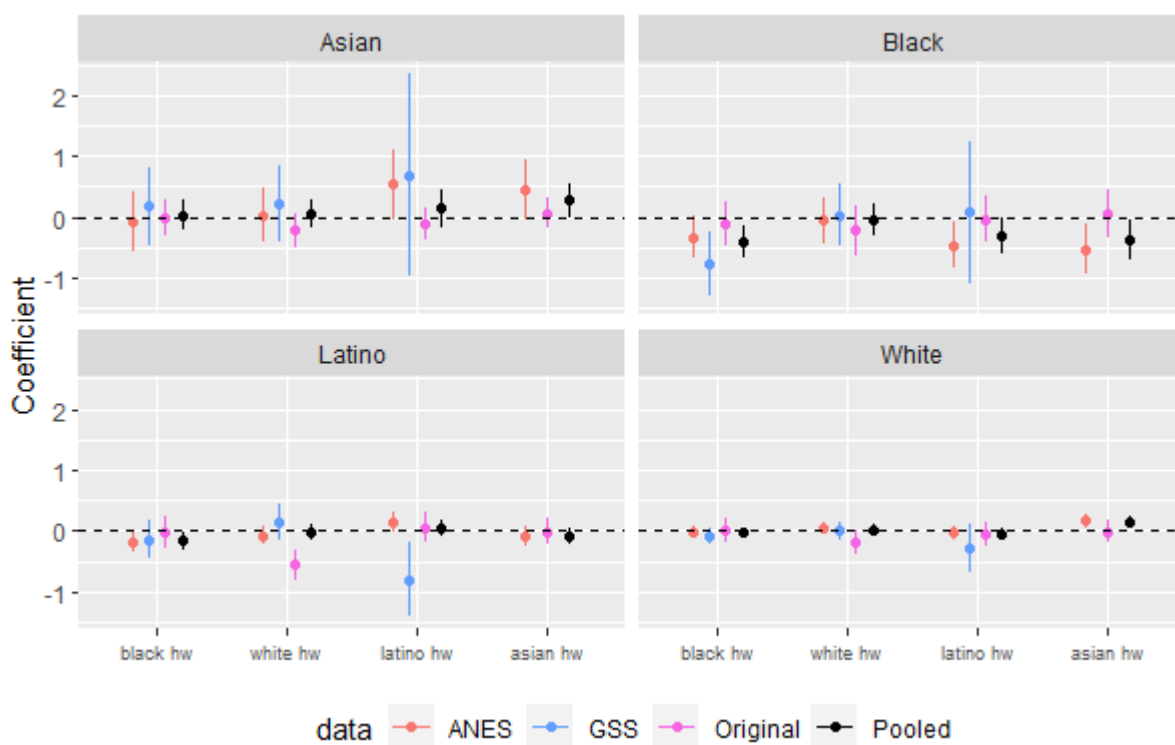 Asian Black
2
1
0
-1
Coefficient
Latino White
2
1
0
-1
black hw white hw latino hw asian hw black hw white hw latino hw asian hw
data ANES GSS Original Pooled